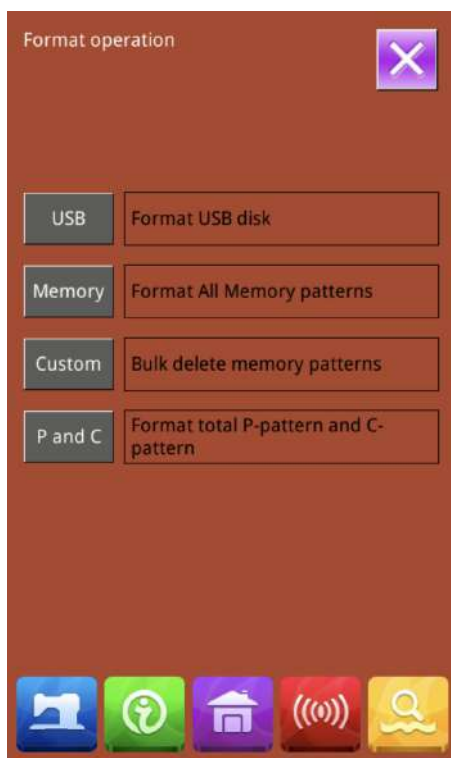 Format operation
USB
Format USB disk
Memory
Format All Memory patterns
Custom
Bulk delete memory patterns
P and C
Format total P-pattern and C-
pattern